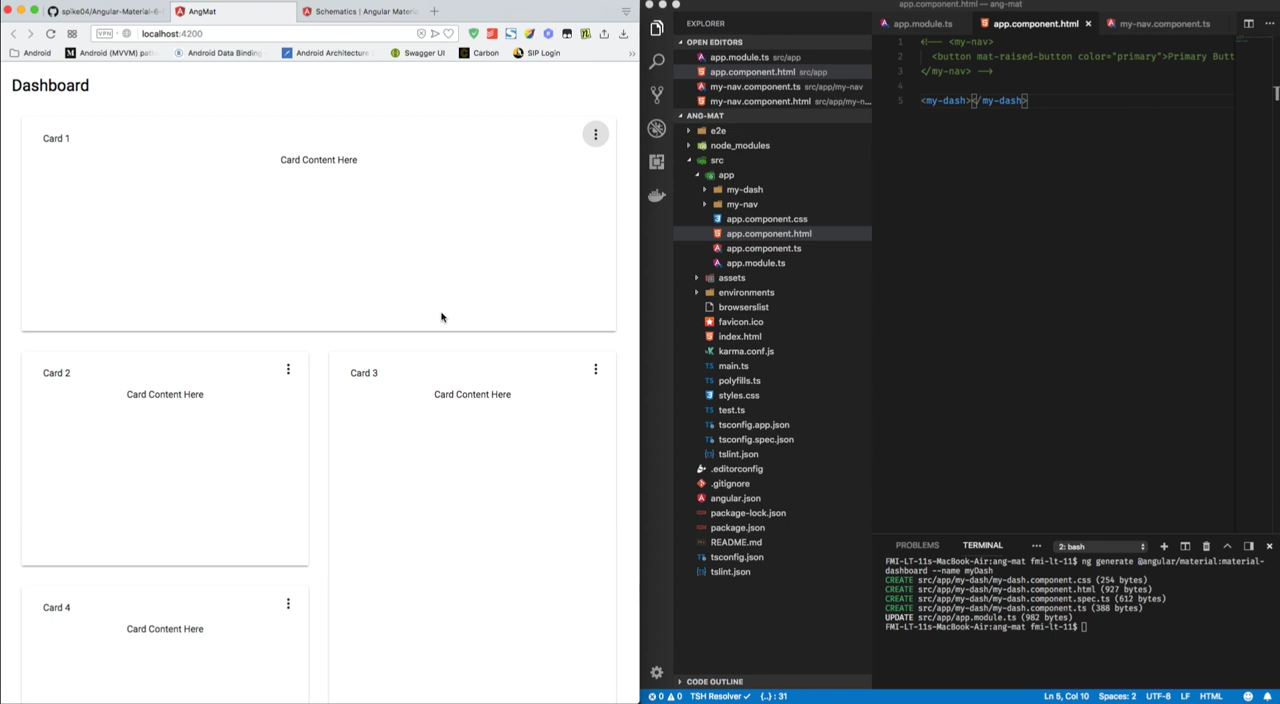 spike04/Angular-Material-6-
AngMat
Schematics | Angular Materia
VPN
localhost:4200
Android
Android (MVVM) patt
Android Data Binding
Android Architecture
Swagger UI
Carbon
SIP Login
»
Dashboard
Card 1
Card Content Here
Card 2
Card Content Here
Card 3
Card Content Here
Card 4
Card Content Here
app.component.html — ang-mat
EXPLORER
OPEN EDITORS
app.module.ts src/app
app.component.html src/app
my-nav.component.ts src/app/my-nav
my-nav.component.html src/app/my-n...
ANG-MAT
e2e
node_modules
src
app
my-dash
my-nav
app.component.css
app.component.html
app.component.ts
app.module.ts
assets
environments
browserslist
favicon.ico
index.html
karma.conf.js
main.ts
polyfills.ts
styles.css
test.ts
tsconfig.app.json
tsconfig.spec.json
tslint.json
.editorconfig
.gitignore
angular.json
package-lock.json
package.json
README.md
tsconfig.json
tslint.json
CODE OUTLINE
app.module.ts
app.component.html
my-nav.component.ts
1 <!-- <my-nav>
2 <button mat-raised-button color="primary">Primary Butt
3 </my-nav> -->
4
5 <my-dash></my-dash>
PROBLEMS
TERMINAL
2: bash
FMI-LT-11s-MacBook-Air:ang-mat fmi-lt-11$ ng generate @angular/material:material-
dashboard --name myDash
CREATE src/app/my-dash/my-dash.component.css (254 bytes)
CREATE src/app/my-dash/my-dash.component.html (927 bytes)
CREATE src/app/my-dash/my-dash.component.spec.ts (612 bytes)
CREATE src/app/my-dash/my-dash.component.ts (388 bytes)
UPDATE src/app/app.module.ts (982 bytes)
FMI-LT-11s-MacBook-Air:ang-mat fmi-lt-11$
0 0 TSH Resolver ✓ {..} : 31
Ln 5, Col 10 Spaces: 2 UTF-8 LF HTML